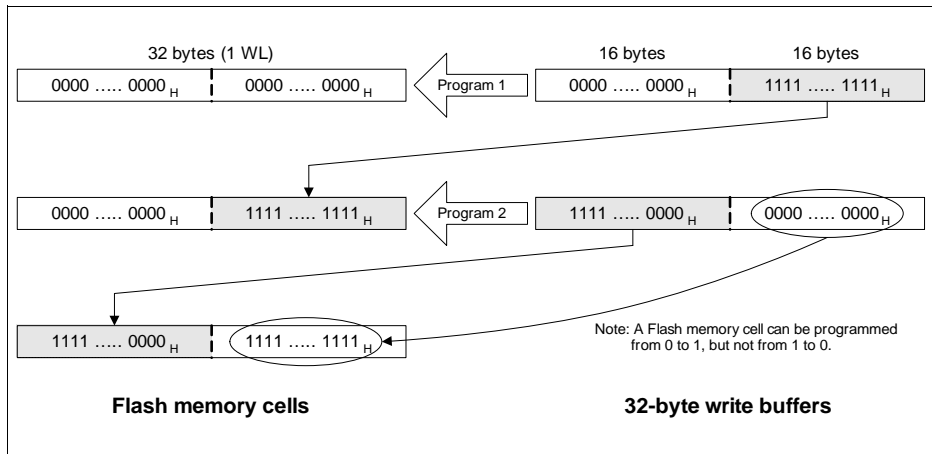 32 bytes (1 WL) 16 bytes 16 bytes
0000 ..... 0000 H 0000 ..... 0000 H Program 1 0000 ..... 0000 H 1111 ..... 1111 H
0000 ..... 0000 H 1111 ..... 1111 H Program 2 1111 ..... 0000 H 0000 ..... 0000 H
1111 ..... 0000 H 1111 ..... 1111 H
Note: A Flash memory cell can be programmed
from 0 to 1, but not from 1 to 0.
Flash memory cells 32-byte write buffers